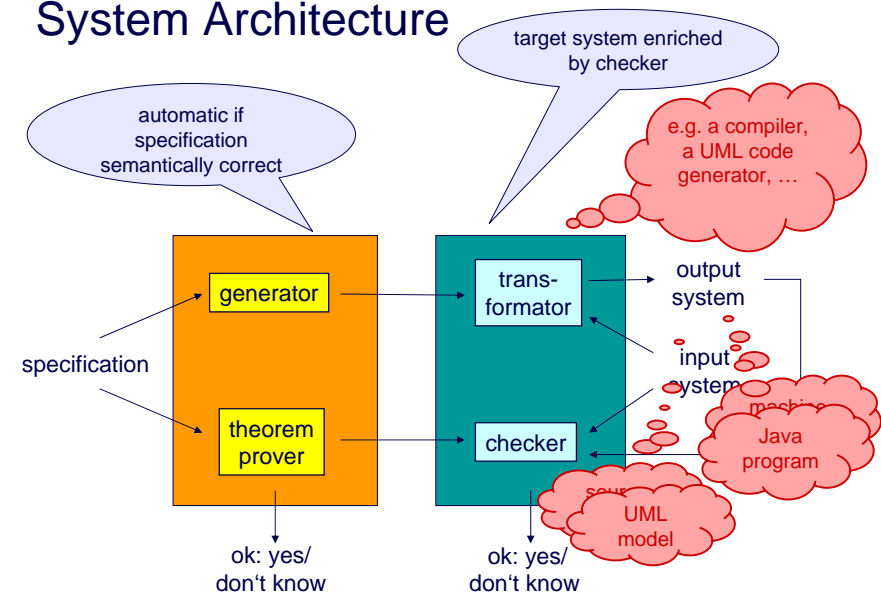 System Architecture
target system enriched
by checker
automatic if
specification
semantically correct
e.g. a compiler,
a UML code
generator, …
generator
trans-
formator
output
system
specification
input
system
theorem
prover
checker
machine
Java
program
UML
model
ok: yes/
don‘t know
ok: yes/
don‘t know